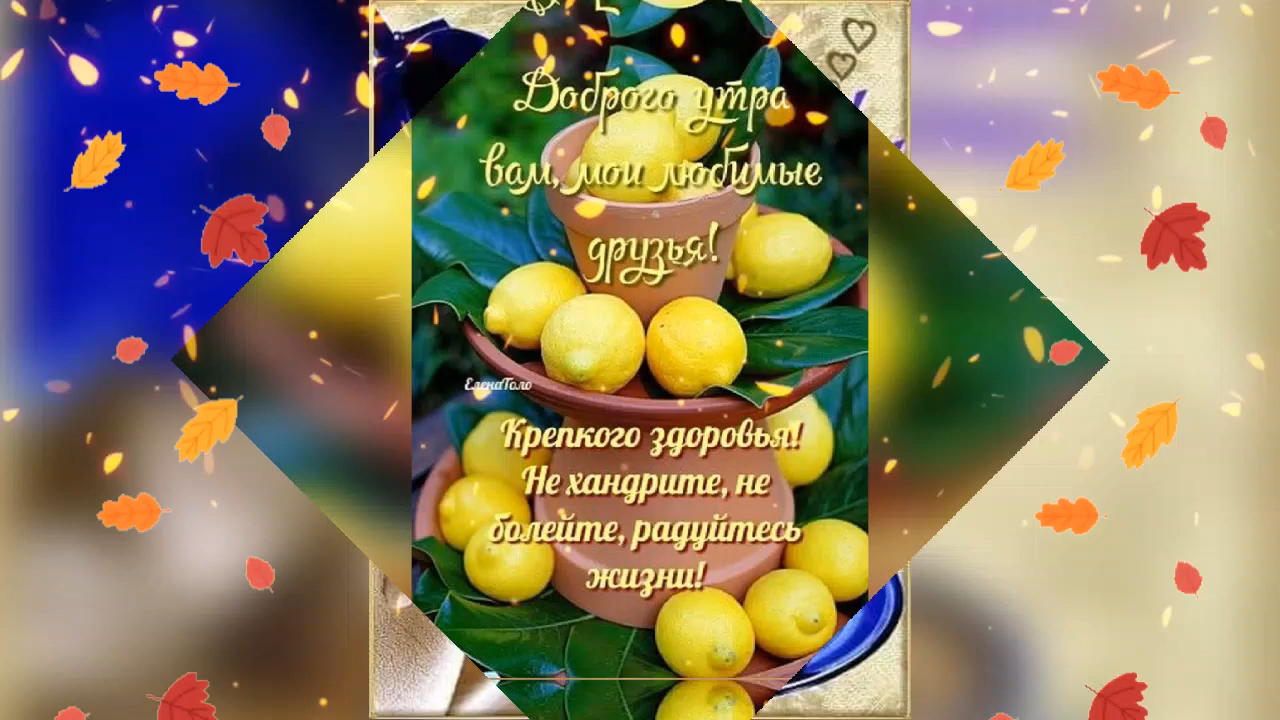 Доброго утра
вам, мои любимые
друзья!
ЕленаТоло
Крепкого здоровья!
Не хандрите, не
болейте, радуйтесь
жизни!